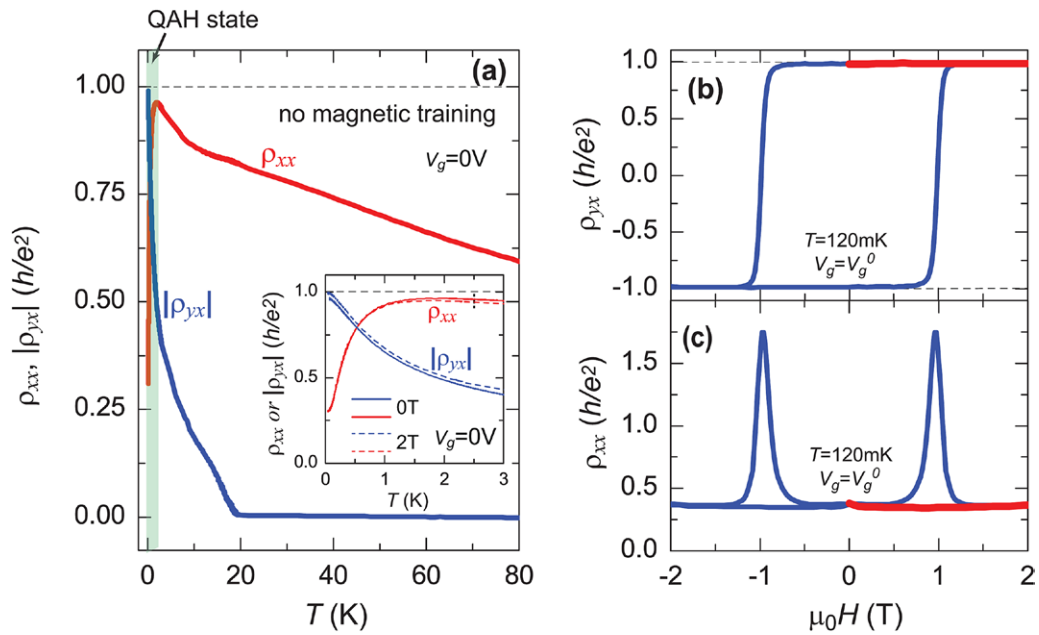 QAH state
(a)
no magnetic training
ρxx
Vg=0V
|ρyx|
ρxx, |ρyx| (h/e²)
1.00
0.75
0.50
0.25
0.00
0
20
40
60
80
T (K)
ρxx or |ρyx| (h/e²)
1.0
0.5
1.0
ρxx
|ρyx|
0T
2T
Vg=0V
0
1
2
3
T (K)
(b)
ρyx (h/e²)
1.0
0.5
0.0
-1.0
-1.0
T=120mK
Vg=Vg⁰
(c)
ρxx (h/e²)
1.5
1.0
0.5
1.0
T=120mK
Vg=Vg⁰
-2
-1
0
1
2
μ₀H (T)